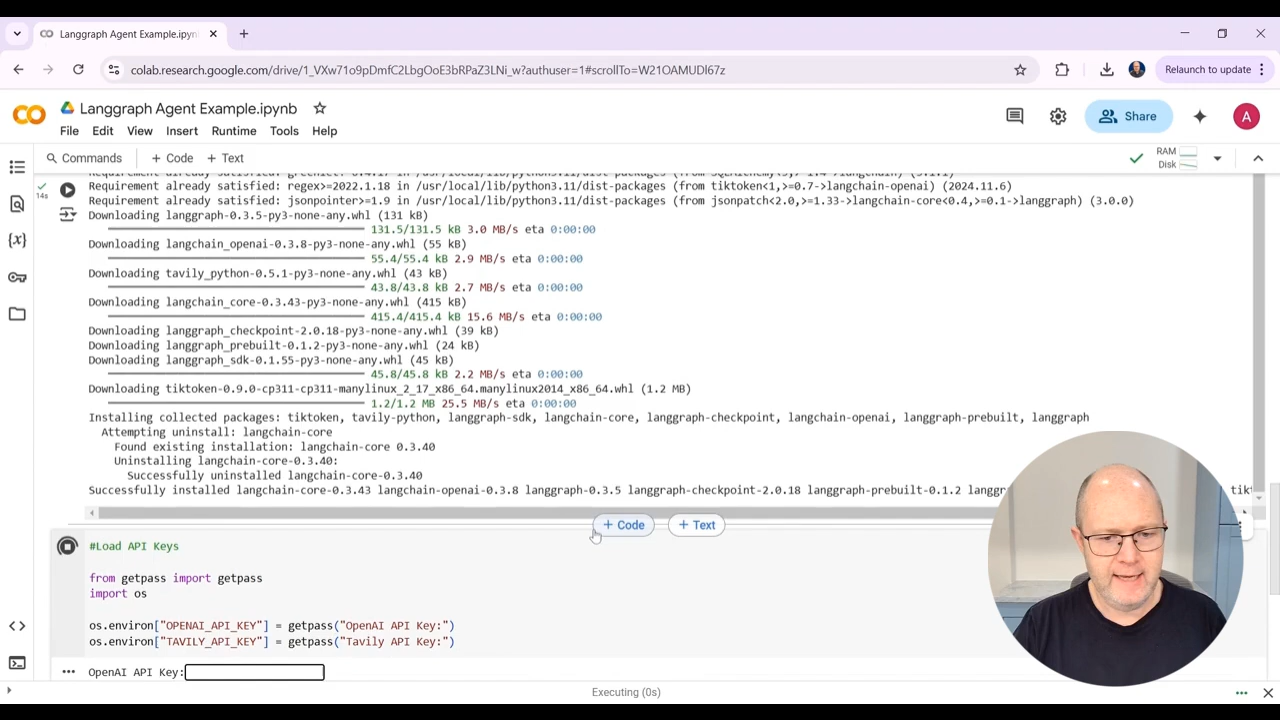 Langgraph Agent Example.ipyn
colab.research.google.com/drive/1_VXw71o9pDmfC2LbgOoE3bRPaZ3LNi_w?authuser=1#scrollTo=W21OAMUDl67z
Relaunch to update
Langgraph Agent Example.ipynb
File Edit View Insert Runtime Tools Help
Share
A
Commands + Code + Text
RAM
Disk
14s
Requirement already satisfied: regex>=2022.1.18 in /usr/local/lib/python3.11/dist-packages (from tiktoken<1,>=0.7->langchain-openai) (2024.11.6)
Requirement already satisfied: jsonpointer>=1.9 in /usr/local/lib/python3.11/dist-packages (from jsonpatch<2.0,>=1.33->langchain-core<0.4,>=0.1->langgraph) (3.0.0)
Downloading langgraph-0.3.5-py3-none-any.whl (131 kB)
131.5/131.5 kB 3.0 MB/s eta 0:00:00
Downloading langchain_openai-0.3.8-py3-none-any.whl (55 kB)
55.4/55.4 kB 2.9 MB/s eta 0:00:00
Downloading tavily_python-0.5.1-py3-none-any.whl (43 kB)
43.8/43.8 kB 2.7 MB/s eta 0:00:00
Downloading langchain_core-0.3.43-py3-none-any.whl (415 kB)
415.4/415.4 kB 15.6 MB/s eta 0:00:00
Downloading langgraph_checkpoint-2.0.18-py3-none-any.whl (39 kB)
Downloading langgraph_prebuilt-0.1.2-py3-none-any.whl (24 kB)
Downloading langgraph_sdk-0.1.55-py3-none-any.whl (45 kB)
45.8/45.8 kB 2.2 MB/s eta 0:00:00
Downloading tiktoken-0.9.0-cp311-cp311-manylinux_2_17_x86_64.manylinux2014_x86_64.whl (1.2 MB)
1.2/1.2 MB 25.5 MB/s eta 0:00:00
Installing collected packages: tiktoken, tavily-python, langgraph-sdk, langchain-core, langgraph-checkpoint, langchain-openai, langgraph-prebuilt, langgraph
Attempting uninstall: langchain-core
Found existing installation: langchain-core 0.3.40
Uninstalling langchain-core-0.3.40:
Successfully uninstalled langchain-core-0.3.40
Successfully installed langchain-core-0.3.43 langchain-openai-0.3.8 langgraph-0.3.5 langgraph-checkpoint-2.0.18 langgraph-prebuilt-0.1.2 langgr tikt
+ Code + Text
#Load API Keys
from getpass import getpass
import os
os.environ["OPENAI_API_KEY"] = getpass("OpenAI API Key:")
os.environ["TAVILY_API_KEY"] = getpass("Tavily API Key:")
OpenAI API Key:
Executing (0s)